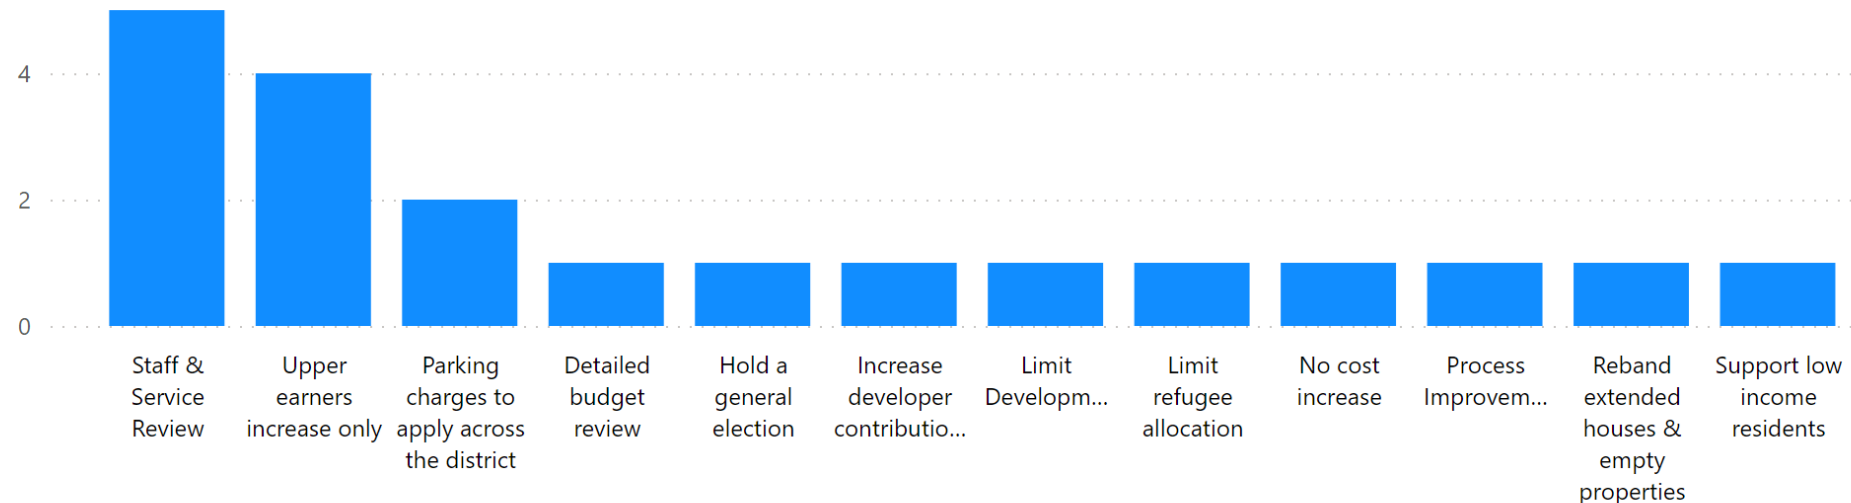 4
2
0
Staff &
Service
Review
Upper
earners
increase only
Parking
charges to
apply across
the district
Detailed
budget
review
Hold a
general
election
Increase
developer
contributio...
Limit
Developm...
Limit
refugee
allocation
No cost
increase
Process
Improvem...
Reband
extended
houses &
empty
properties
Support low
income
residents